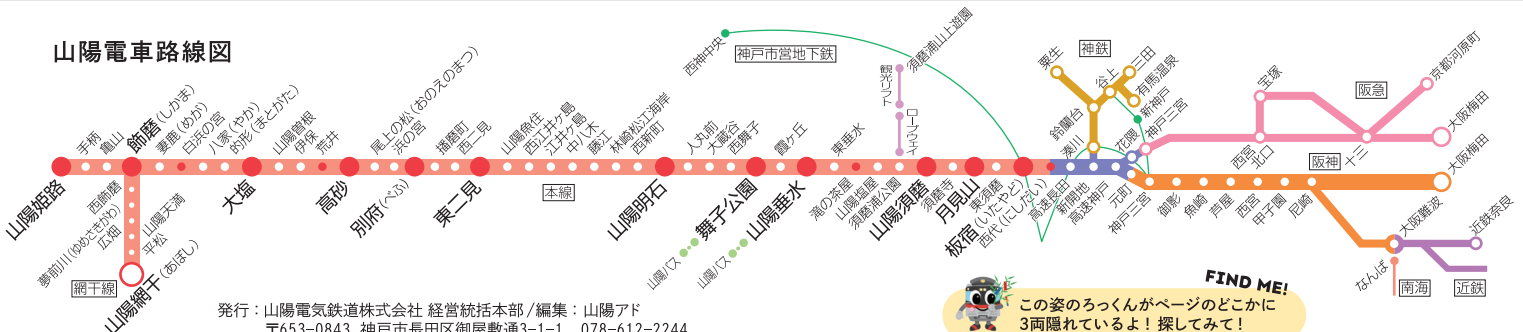 山陽電車路線図
山陽姫路
手柄
亀山
飾磨(しかま)
妻鹿(めか)
白浜の宮
八家(やか)
的形(まとがた)
大塩
山陽曽根
伊保
荒井
高砂
尾上の松(おのえのまつ)
浜の宮
別府(べふ)
播磨町
西二見
東二見
山陽魚住
西江井ヶ島
江井ヶ島
中八木
藤江
林崎松江海岸
西新町
山陽明石
人丸前
大蔵谷
西舞子
舞子公園
霞ヶ丘
山陽垂水
東垂水
滝の茶屋
山陽塩屋
須磨浦公園
山陽須磨
須磨寺
月見山
東須磨
板宿(いたやど)
西代(にしだい)
高速長田
新開地
高速神戸
元町
神戸三宮
御影
魚崎
芦屋
西宮
甲子園
尼崎
大阪難波
なんば
近鉄奈良
大阪梅田
西飾磨
夢前川(ゆめさきがわ)
広畑
山陽天満
平松
山陽網干(あぼし)
網干線
本線
山陽バス
山陽バス
西神中央
神戸市営地下鉄
観光リフト
須磨浦山上遊園
ロープウェイ
粟生
神鉄
谷上
三田
有馬温泉
新神戸
鈴蘭台
湊川
花隈
神戸三宮
宝塚
西宮北口
十三
阪急
京都河原町
大阪梅田
阪神
南海
近鉄
発行：山陽電気鉄道株式会社 経営統括本部/編集：山陽アド
〒653-0843 神戸市長田区御屋敷通3-1-1 078-612-2244
FIND ME!
この姿のろっくんがページのどこかに
3両隠れているよ！探してみて！